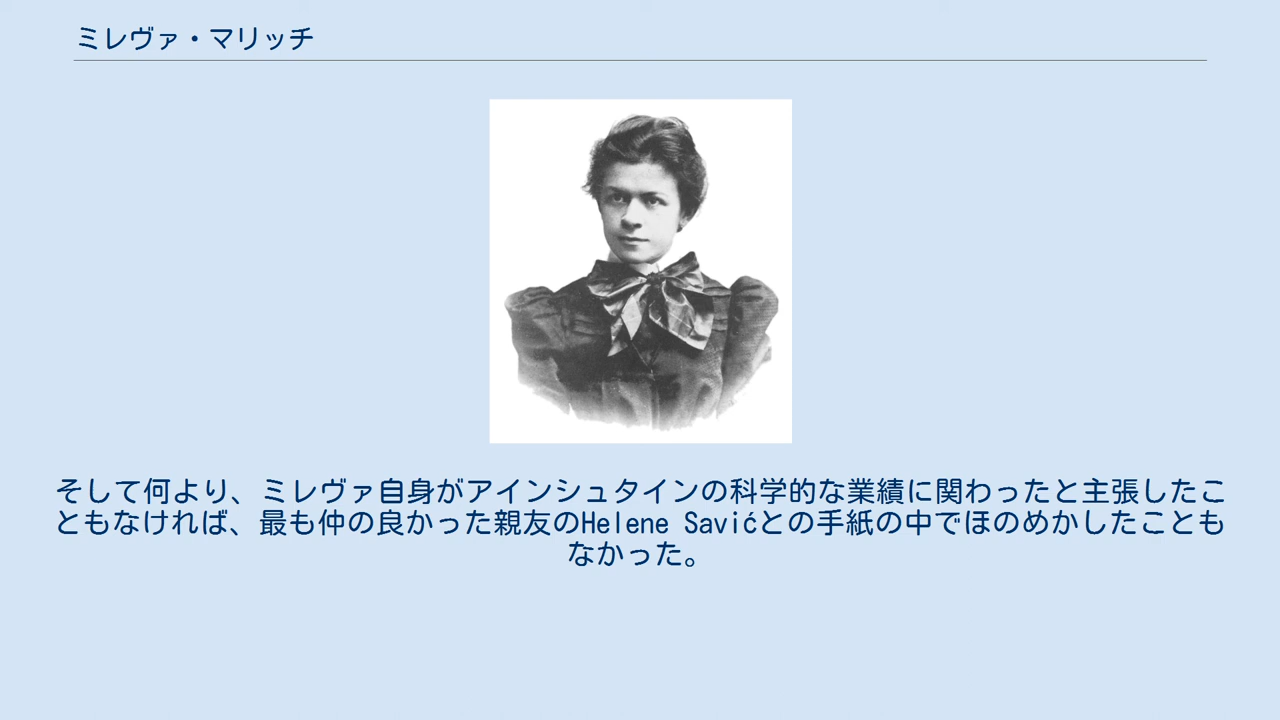 ミレヴァ・マリッチ
そして何より、ミレヴァ自身がアインシュタインの科学的な業績に関わったと主張したこ
ともなければ、最も仲の良かった親友のHelene Savićとの手紙の中でほのめかしたことも
なかった。